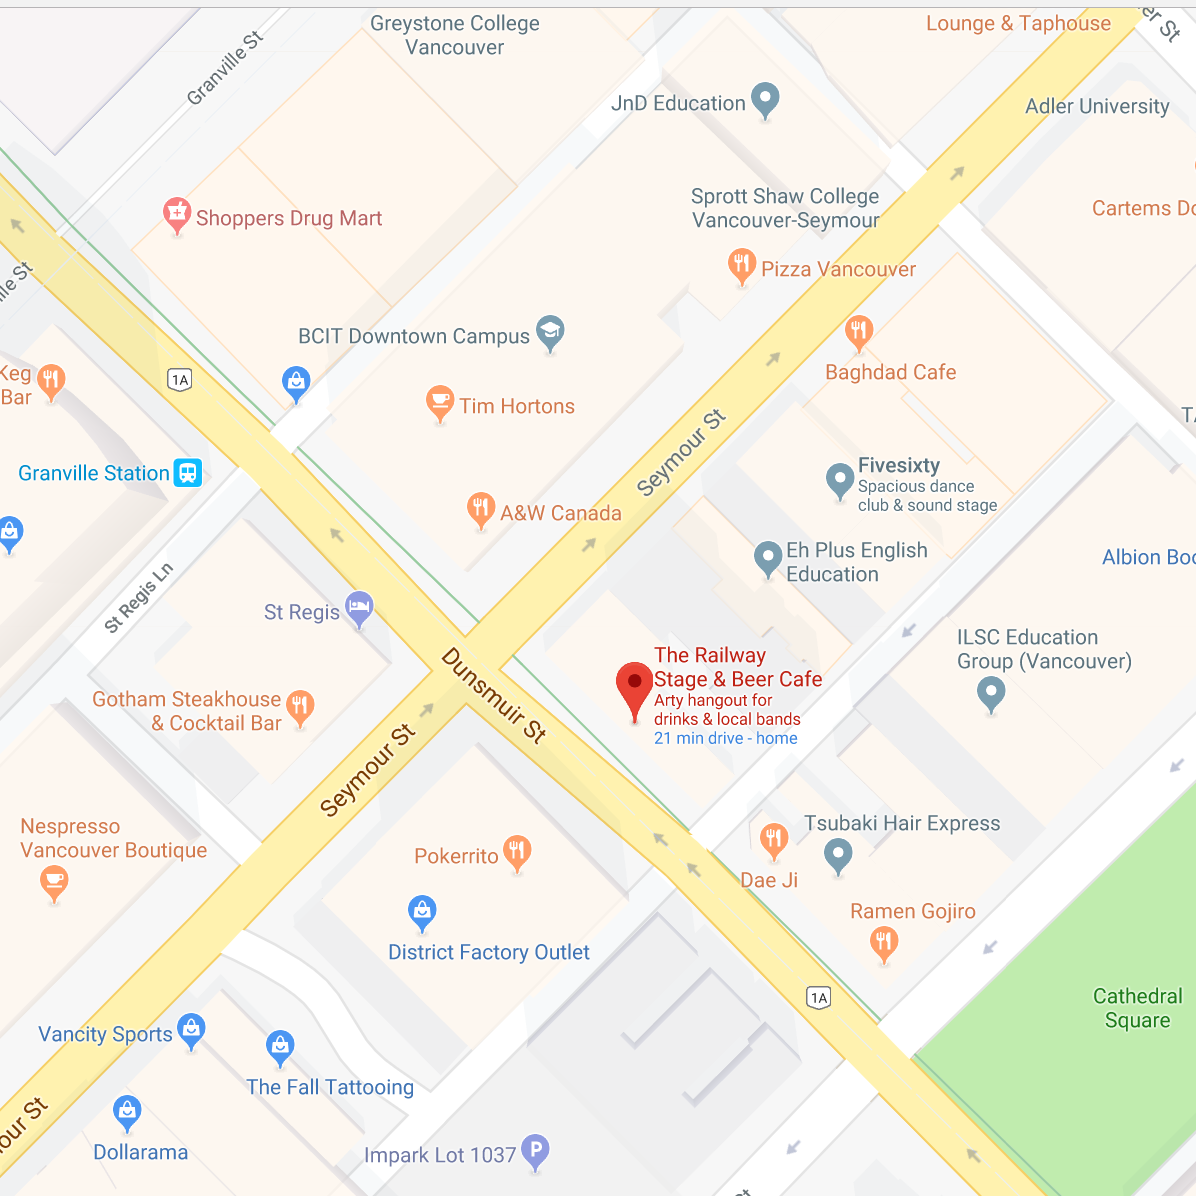 Greystone College
Vancouver
Lounge & Taphouse
er St
Granville St
JnD Education
Adler University
Sprott Shaw College
Vancouver-Seymour
Cartems Do
Shoppers Drug Mart
Pizza Vancouver
lle St
BCIT Downtown Campus
Baghdad Cafe
Keg
Bar
1A
Tim Hortons
Seymour St
Granville Station
Fivesixty
Spacious dance
club & sound stage
A&W Canada
Eh Plus English
Education
Albion Boo
St Regis Ln
St Regis
ILSC Education
Group (Vancouver)
The Railway
Stage & Beer Cafe
Arty hangout for
drinks & local bands
21 min drive - home
Dunsmuir St
Gotham Steakhouse
& Cocktail Bar
Seymour St
Nespresso
Vancouver Boutique
Pokerrito
Tsubaki Hair Express
Dae Ji
Ramen Gojiro
District Factory Outlet
1A
Cathedral
Square
Vancity Sports
The Fall Tattooing
our St
Dollarama
Impark Lot 1037
P
st